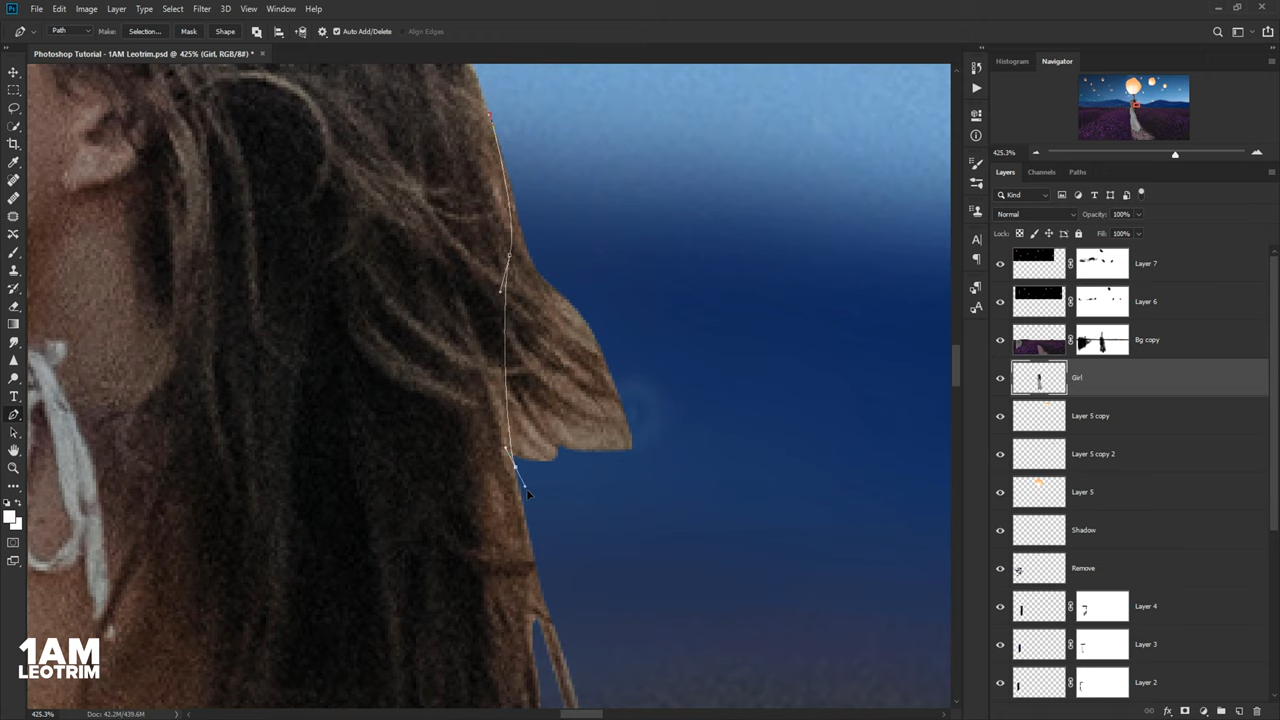 Ps File Edit Image Layer Type Select Filter 3D View Window Help
Path Make: Selection... Mask Shape Auto Add/Delete Align Edges
Photoshop Tutorial - 1AM Leotrim.psd @ 425% (Girl, RGB/8#) * ×
Histogram Navigator
425.3%
Layers Channels Paths
Kind
Normal Opacity: 100%
Lock: Fill: 100%
Layer 7
Layer 6
Bg copy
Girl
Layer 5 copy
Layer 5 copy 2
Layer 5
Shadow
Remove
Layer 4
Layer 3
Layer 2
1AM
LEOTRIM
425.3% Doc: 42.2M/439.6M